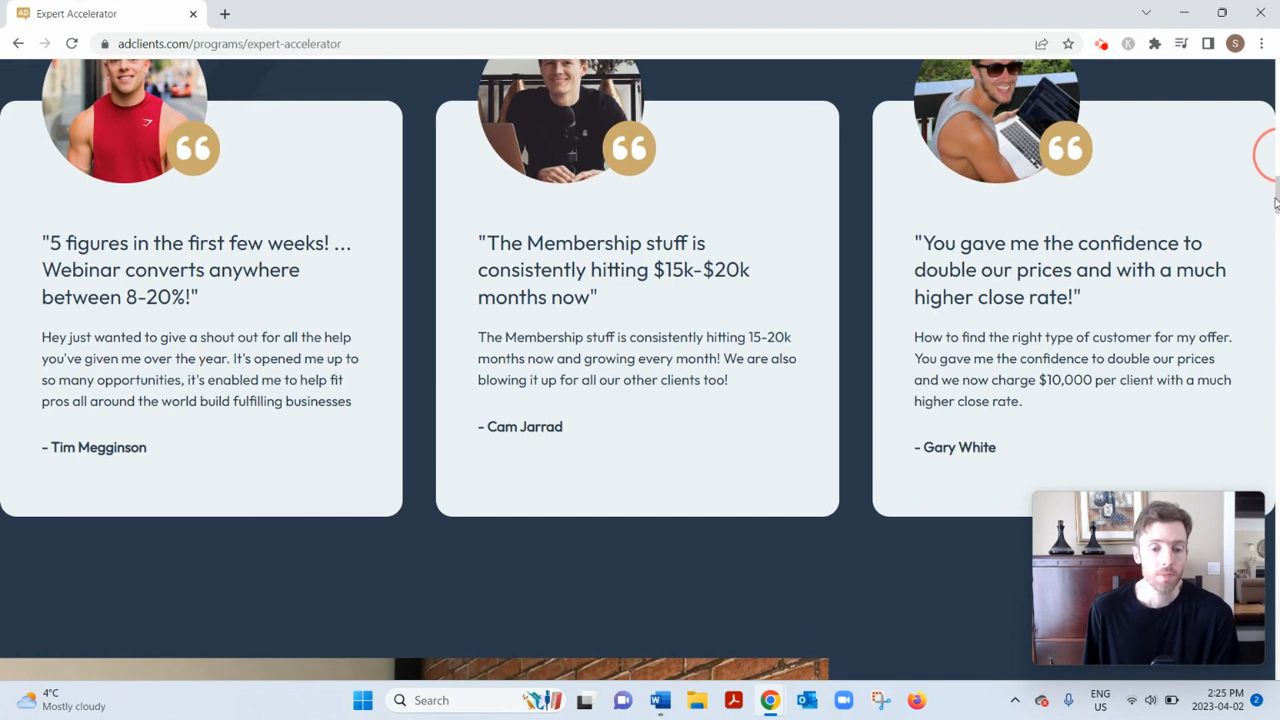 AD
Expert Accelerator
adclients.com/programs/expert-accelerator
S
"5 figures in the first few weeks! ...
Webinar converts anywhere
between 8-20%!"
Hey just wanted to give a shout out for all the help
you've given me over the year. It's opened me up to
so many opportunities, it's enabled me to help fit
pros all around the world build fulfilling businesses
- Tim Megginson
"The Membership stuff is
consistently hitting $15k-$20k
months now"
The Membership stuff is consistently hitting 15-20k
months now and growing every month! We are also
blowing it up for all our other clients too!
- Cam Jarrad
"You gave me the confidence to
double our prices and with a much
higher close rate!"
How to find the right type of customer for my offer.
You gave me the confidence to double our prices
and we now charge $10,000 per client with a much
higher close rate.
- Gary White
4°C
Mostly cloudy
Search
ENG
US
2:25 PM
2023-04-02
2